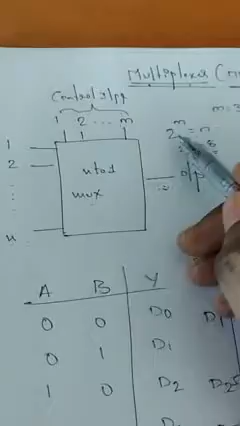 Multiplexer
Control I/P
1 2 ... m
2^m = n
1
2
n to 1
MUX
O/P
n
A B Y
0 0 D0 D1
0 1 D1
1 0 D2